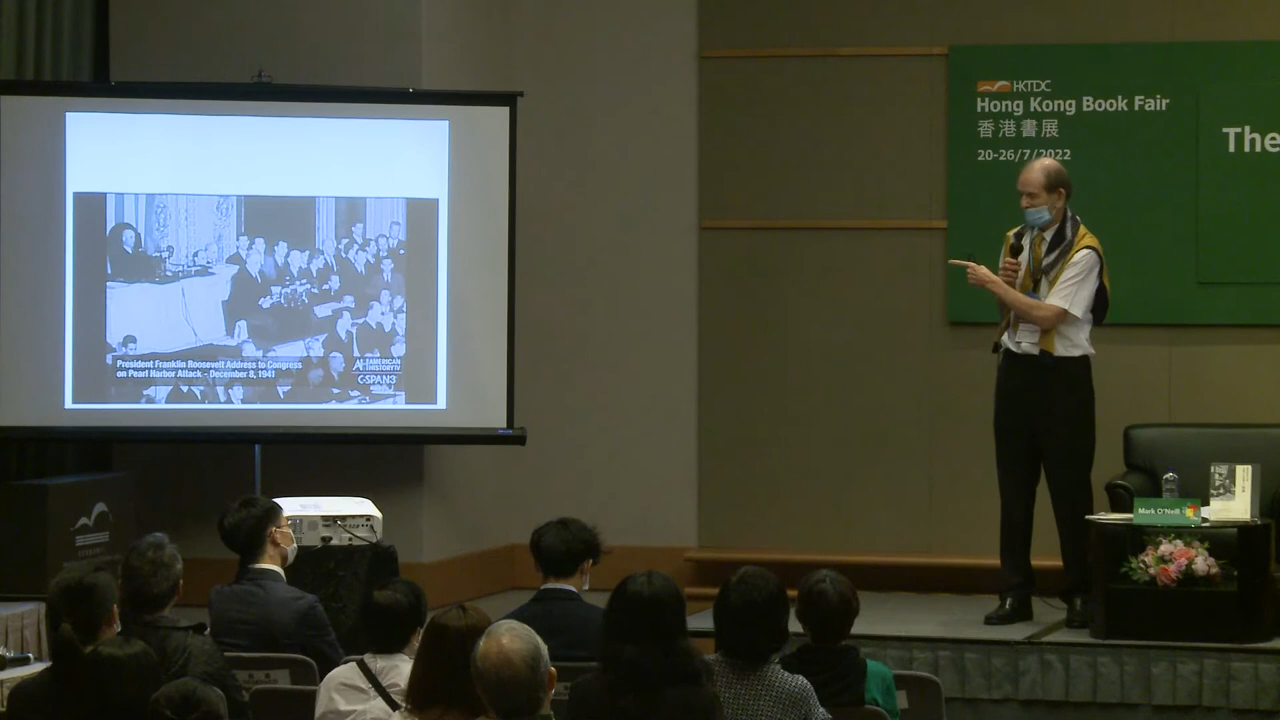 HKTDC
Hong Kong Book Fair
香港書展
20-26/7/2022
The
President Franklin Roosevelt Address to Congress
on Pearl Harbor Attack - December 8, 1941
AMERICAN
HISTORY TV
C-SPAN3
Mark O'Neill